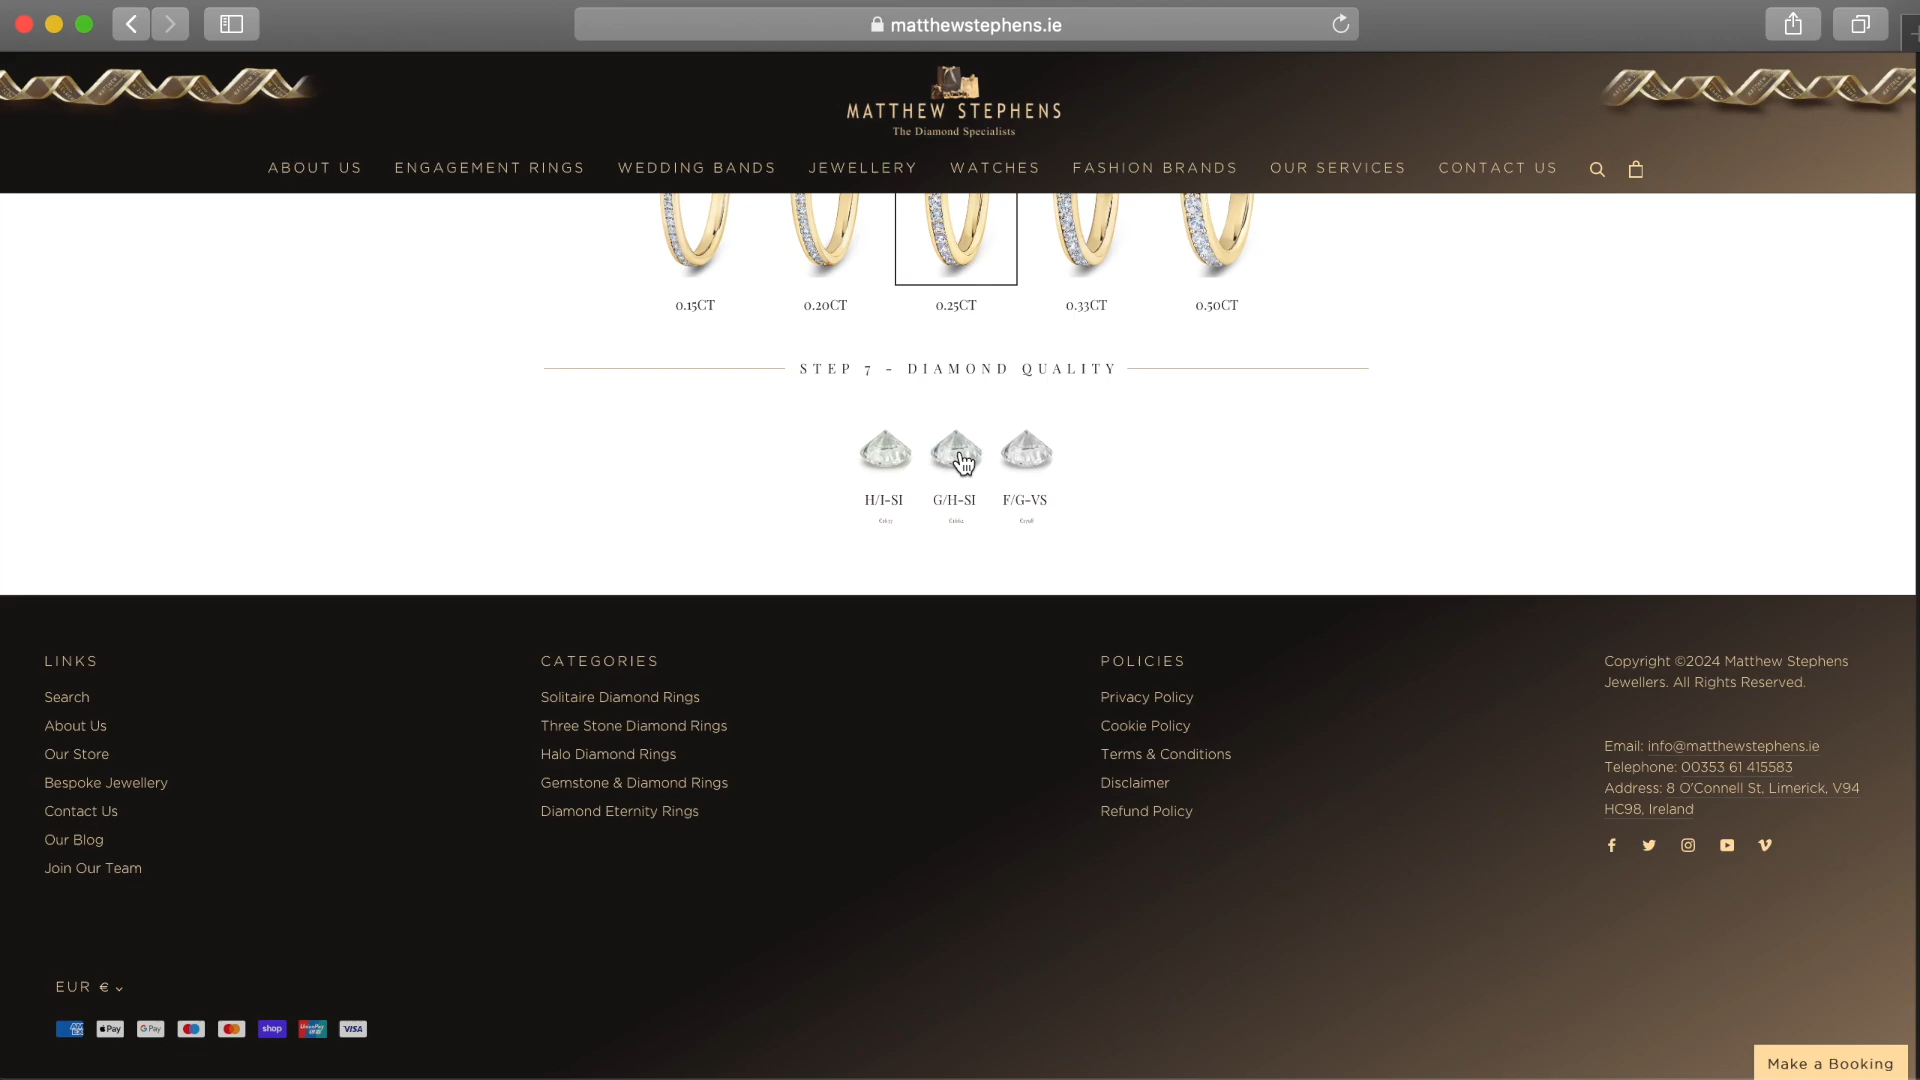 matthewstephens.ie
MATTHEW STEPHENS
The Diamond Specialists
ABOUT US ENGAGEMENT RINGS WEDDING BANDS JEWELLERY WATCHES FASHION BRANDS OUR SERVICES CONTACT US
0.15CT 0.20CT 0.25CT 0.33CT 0.50CT
STEP 7 - DIAMOND QUALITY
H/I-SI G/H-SI F/G-VS
LINKS
Search
About Us
Our Store
Bespoke Jewellery
Contact Us
Our Blog
Join Our Team
CATEGORIES
Solitaire Diamond Rings
Three Stone Diamond Rings
Halo Diamond Rings
Gemstone & Diamond Rings
Diamond Eternity Rings
POLICIES
Privacy Policy
Cookie Policy
Terms & Conditions
Disclaimer
Refund Policy
Copyright ©2024 Matthew Stephens
Jewellers. All Rights Reserved.
Email: info@matthewstephens.ie
Telephone: 00353 61 415583
Address: 8 O'Connell St, Limerick, V94
HC98, Ireland
EUR €
Pay G Pay shop UnionPay VISA
Make a Booking